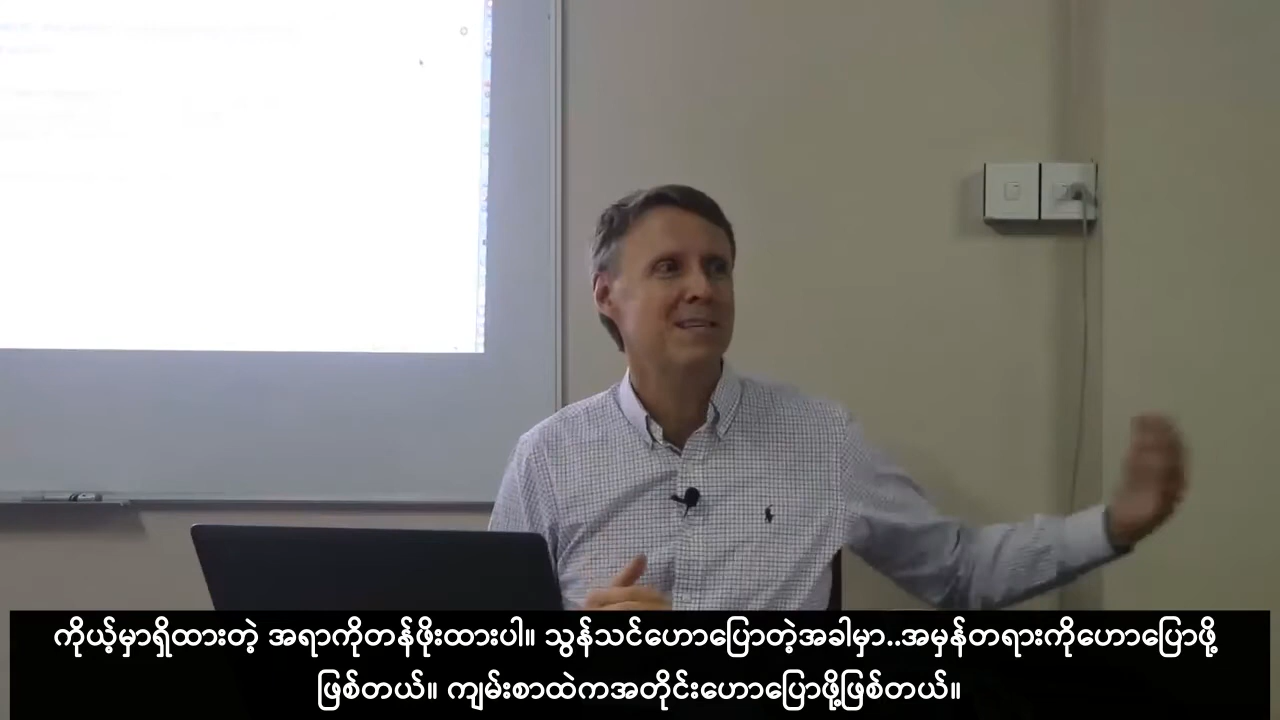 ကိုယ့်မှာရှိထားတဲ့ အရာကိုတန်ဖိုးထားပါ။ သွန်သင်ဟောပြောတဲ့အခါမှာ..အမှန်တရားကိုဟောပြောဖို့
ဖြစ်တယ်။ ကျမ်းစာထဲကအတိုင်းဟောပြောဖို့ဖြစ်တယ်။